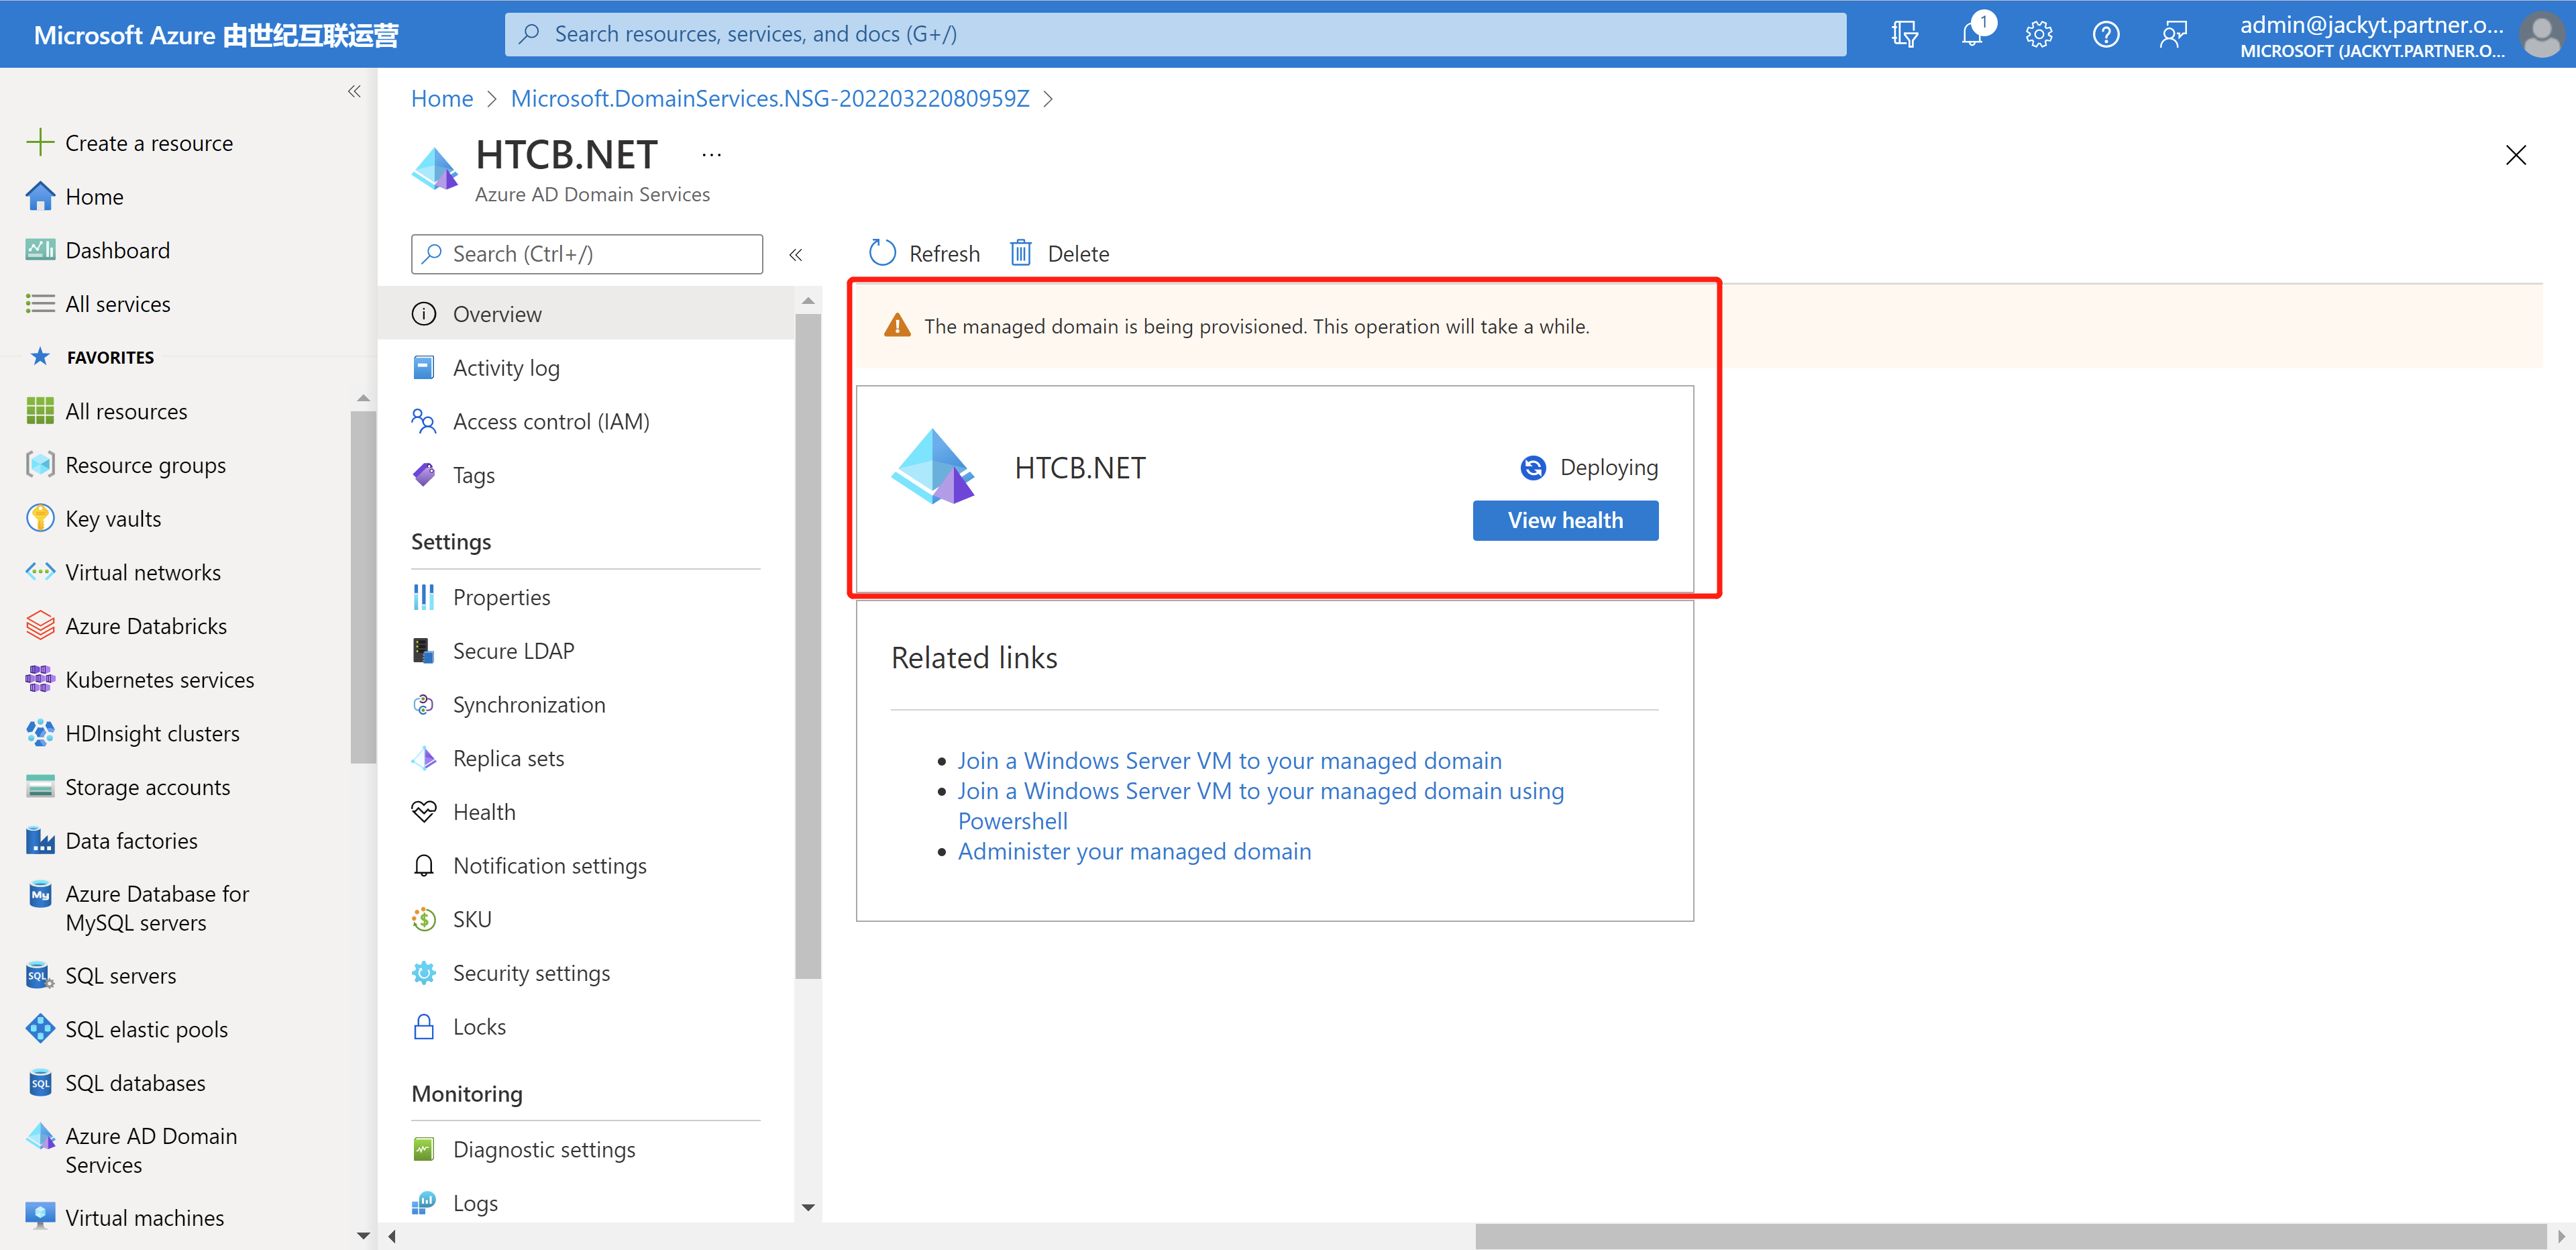 Microsoft Azure 由世纪互联运营
Search resources, services, and docs (G+/)
1
admin@jackyt.partner.o...
MICROSOFT (JACKYT.PARTNER.O...
Create a resource
Home
Dashboard
All services
FAVORITES
All resources
Resource groups
Key vaults
Virtual networks
Azure Databricks
Kubernetes services
HDInsight clusters
Storage accounts
Data factories
Azure Database for
MySQL servers
SQL servers
SQL elastic pools
SQL databases
Azure AD Domain
Services
Virtual machines
Home > Microsoft.DomainServices.NSG-20220322080959Z >
HTCB.NET ...
Azure AD Domain Services
Search (Ctrl+/)
Overview
Activity log
Access control (IAM)
Tags
Settings
Properties
Secure LDAP
Synchronization
Replica sets
Health
Notification settings
SKU
Security settings
Locks
Monitoring
Diagnostic settings
Logs
Refresh Delete
The managed domain is being provisioned. This operation will take a while.
HTCB.NET
Deploying
View health
Related links
Join a Windows Server VM to your managed domain
Join a Windows Server VM to your managed domain using
Powershell
Administer your managed domain